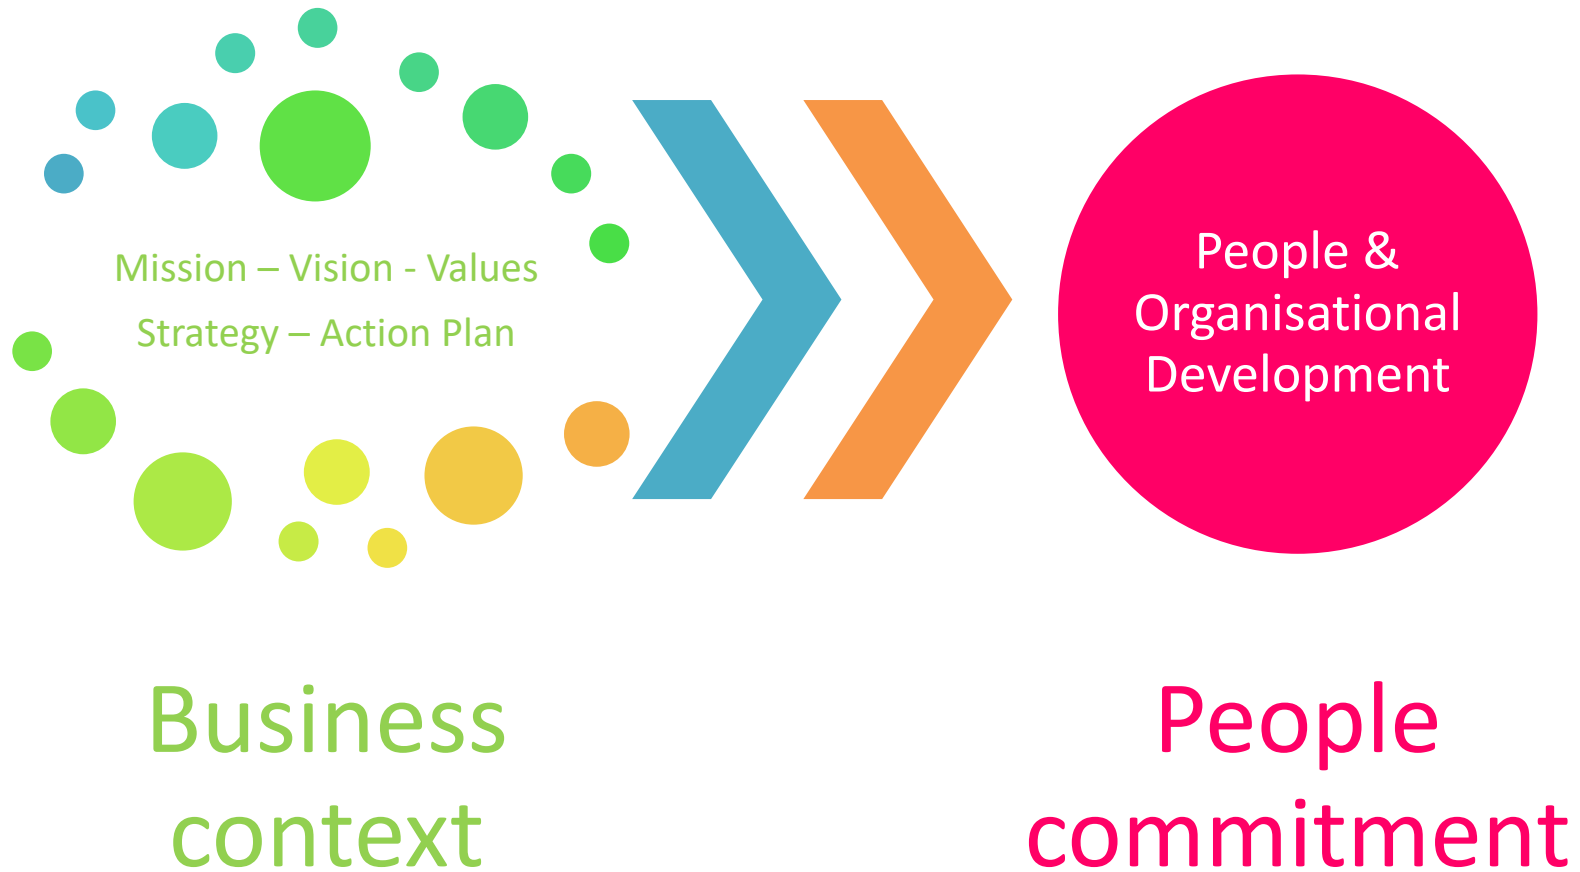 Mission – Vision - Values
Strategy – Action Plan
People &
Organisational
Development
Business
context
People
commitment